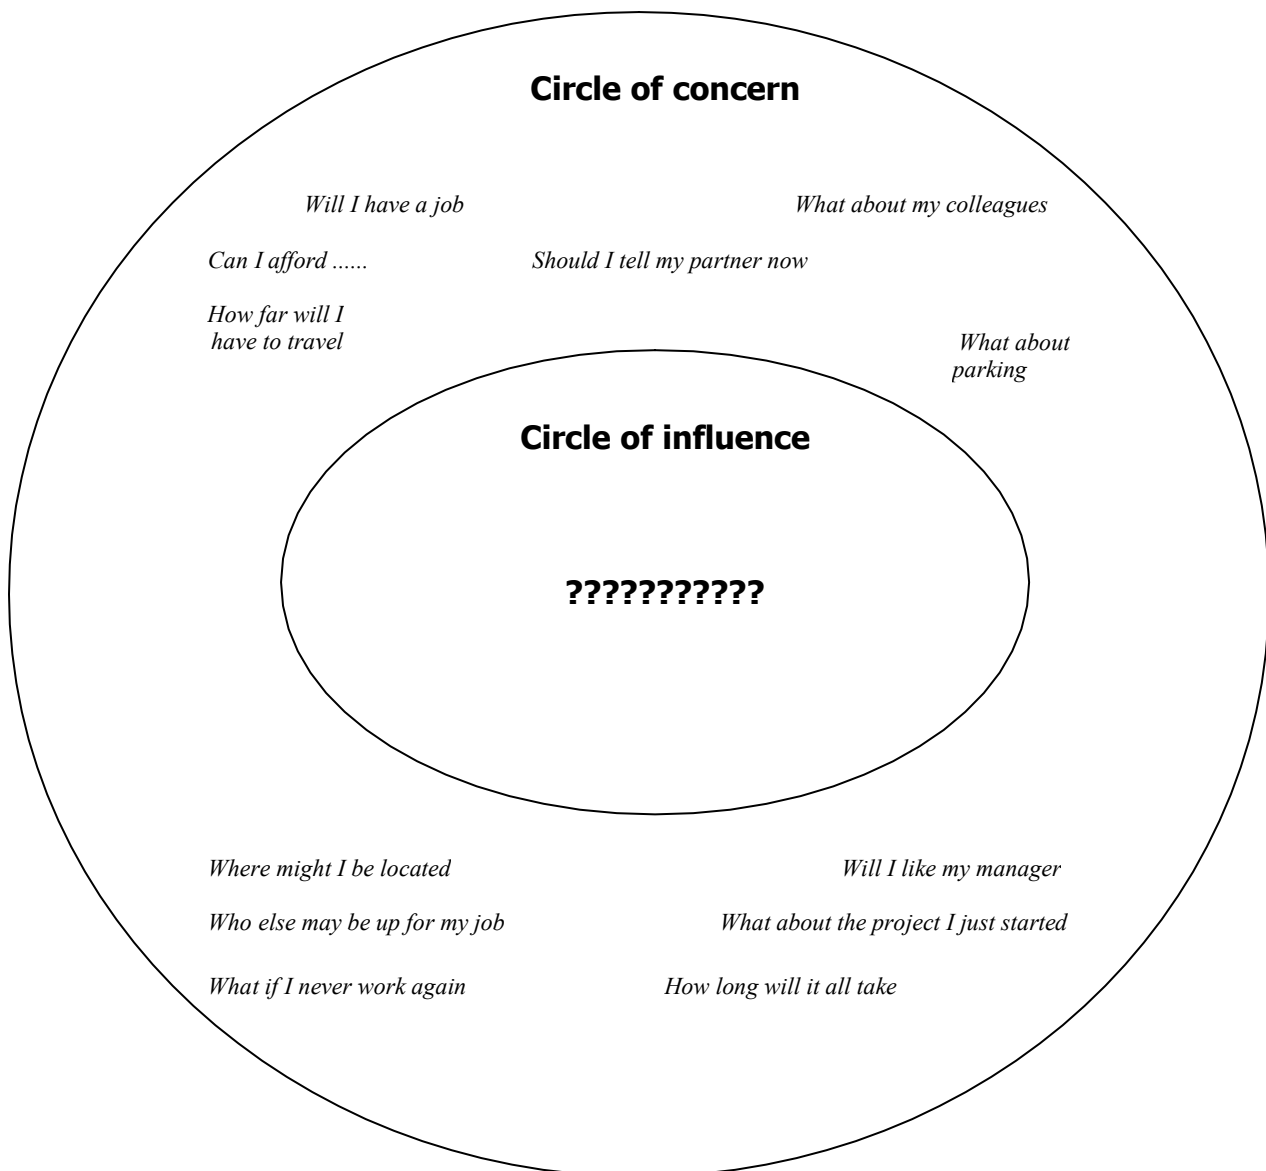 Circle of concern
Will I have a job
What about my colleagues
Can I afford ......
Should I tell my partner now
How far will I
have to travel
What about
parking
Circle of influence
???????????
Where might I be located
Will I like my manager
Who else may be up for my job
What about the project I just started
What if I never work again
How long will it all take